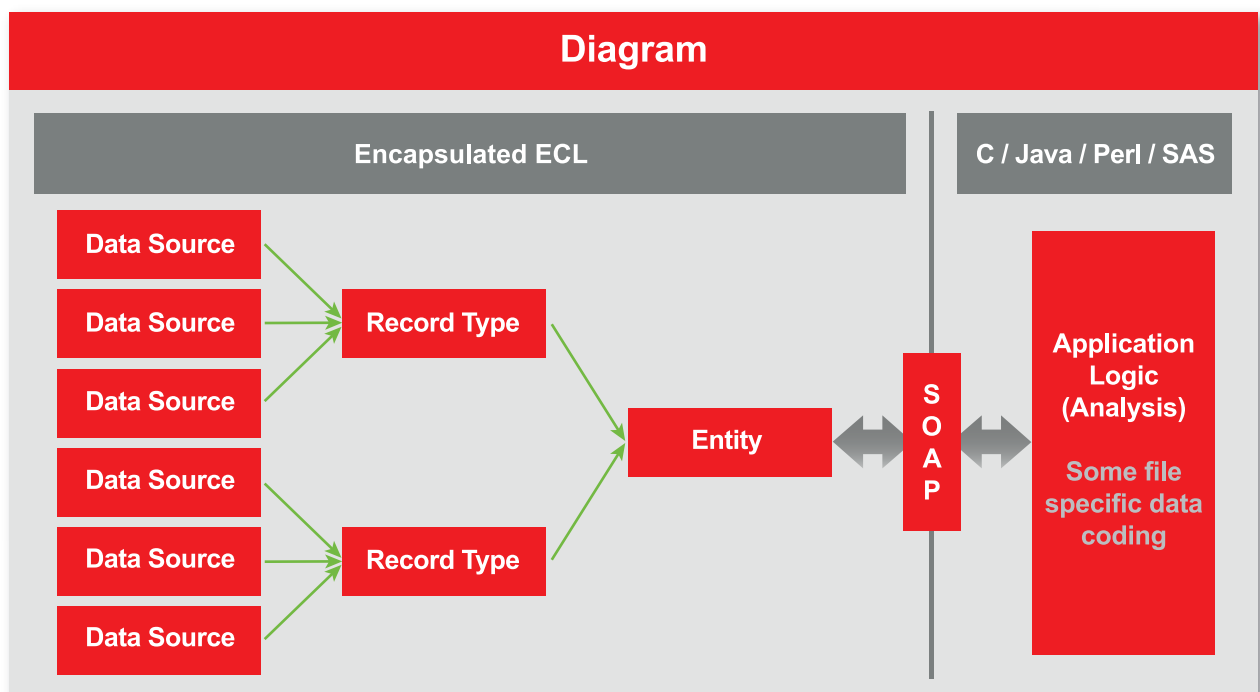 Diagram
Encapsulated ECL
C / Java / Perl / SAS
Data Source
Data Source
Data Source
Data Source
Data Source
Data Source
Record Type
Record Type
Entity
S
O
A
P
Application
Logic
(Analysis)
Some file
specific data
coding